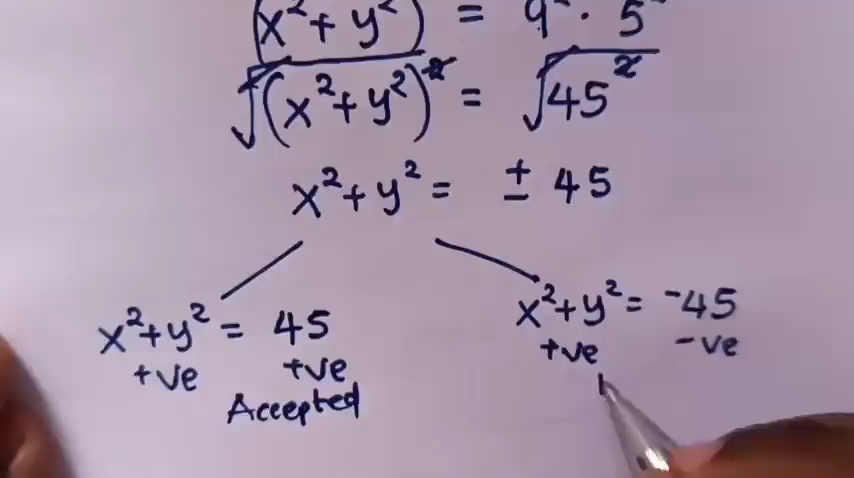 (x²+y²) = 9² · 5²
√(x²+y²)² = √45²
x²+y² = ± 45
x²+y² = 45
+ve +ve
Accepted
x²+y² = -45
+ve -ve